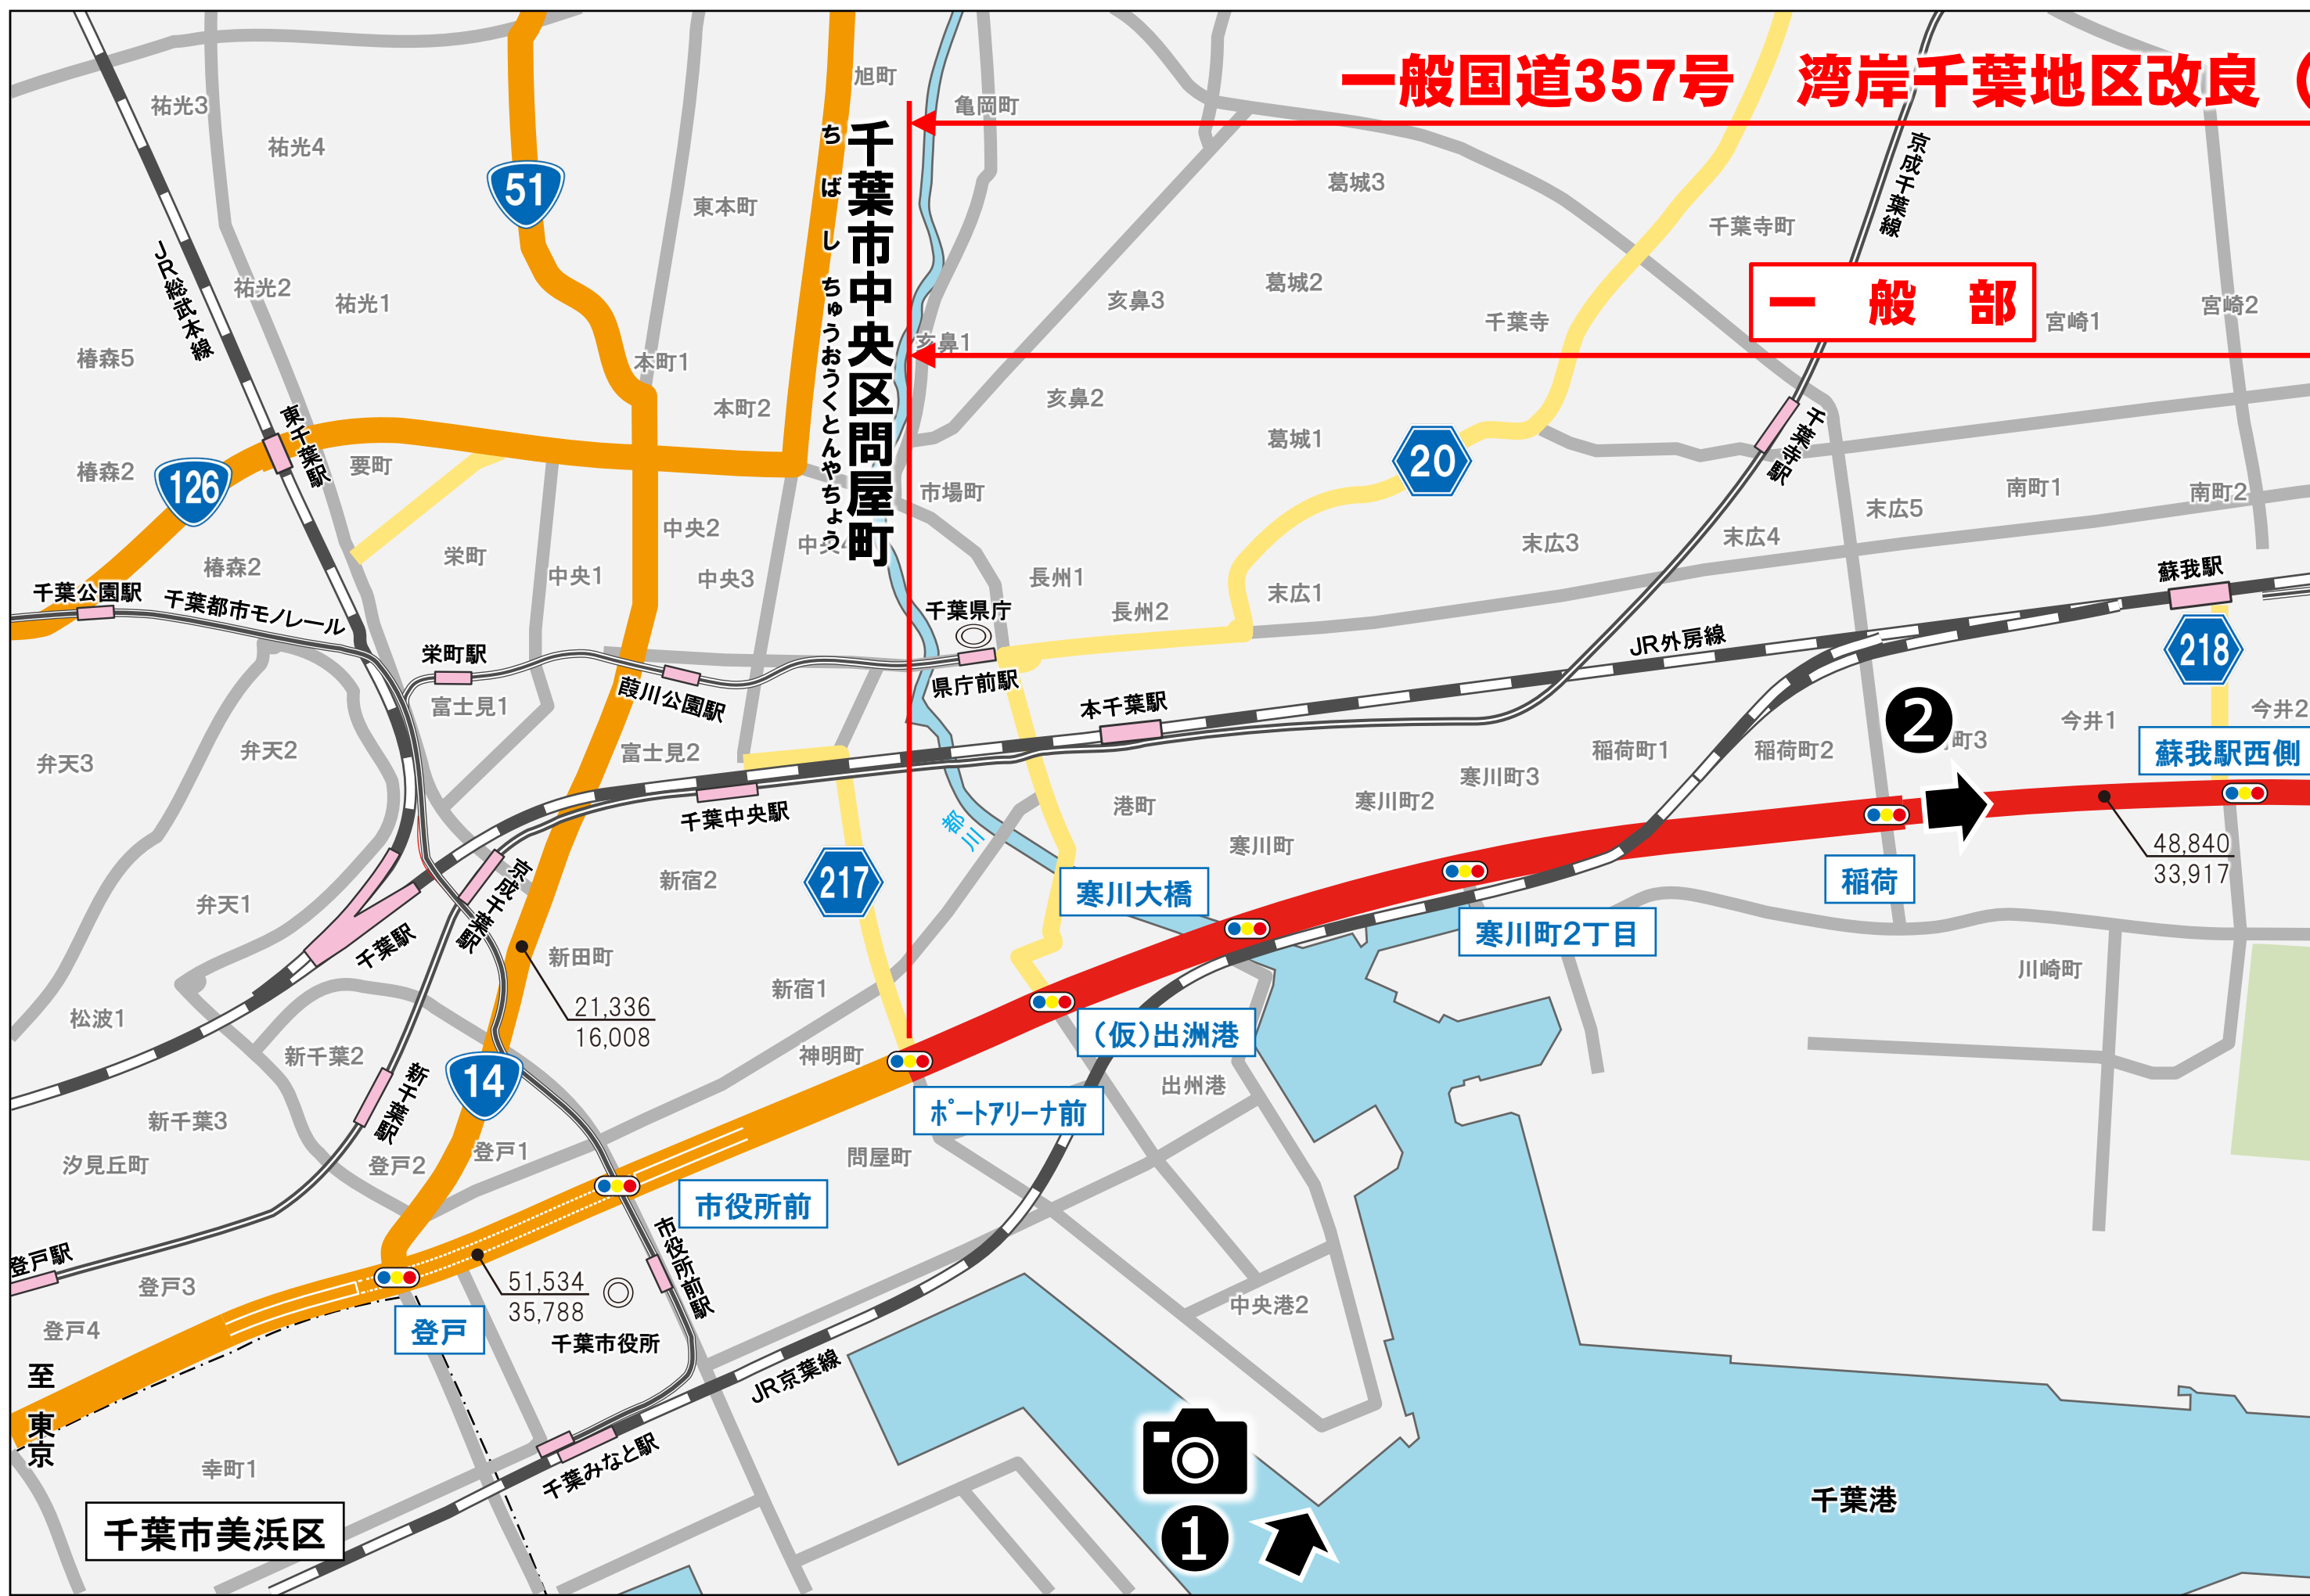 一般国道357号 湾岸千葉地区改良（
旭町
亀岡町
祐光3
祐光4
51
東本町
葛城3
千葉寺町
京成千葉線
千葉市中央区問屋町
ちばしちゅうおうくとんやちょう
JR総武本線
祐光2
祐光1
亥鼻3
葛城2
千葉寺
一般部
宮崎1
宮崎2
椿森5
本町1
亥鼻1
本町2
亥鼻2
葛城1
東千葉駅
要町
椿森2
126
20
千葉寺駅
市場町
南町1
南町2
末広5
中央2
末広3
末広4
栄町
椿森2
中央1
中央3
長州1
末広1
長州2
蘇我駅
千葉公園駅
千葉都市モノレール
千葉県庁
栄町駅
葭川公園駅
県庁前駅
JR外房線
218
富士見1
本千葉駅
弁天3
弁天2
富士見2
稲荷町1
稲荷町2
2
町3
今井1
今井2
蘇我駅西側
千葉中央駅
都川
港町
寒川町3
寒川町2
寒川町
217
新宿2
寒川大橋
稲荷
48,840
33,917
京成千葉駅
弁天1
千葉駅
新田町
寒川町2丁目
川崎町
新宿1
21,336
16,008
松波1
(仮)出洲港
新千葉2
神明町
14
新千葉駅
出州港
ﾎﾟｰﾄｱﾘｰﾅ前
新千葉3
汐見丘町
登戸2
登戸1
問屋町
市役所前
市役所前駅
登戸駅
登戸3
51,534
35,788
千葉市役所
中央港2
登戸4
登戸
至東京
JR京葉線
千葉みなと駅
幸町1
千葉市美浜区
1
千葉港